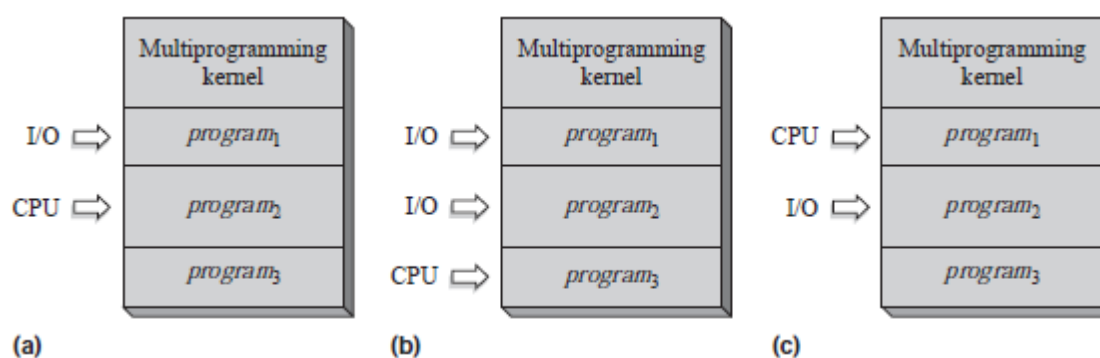 Multiprogramming
kernel
I/O
program₁
CPU
program₂
program₃
(a)
Multiprogramming
kernel
I/O
program₁
I/O
program₂
CPU
program₃
(b)
Multiprogramming
kernel
CPU
program₁
I/O
program₂
program₃
(c)